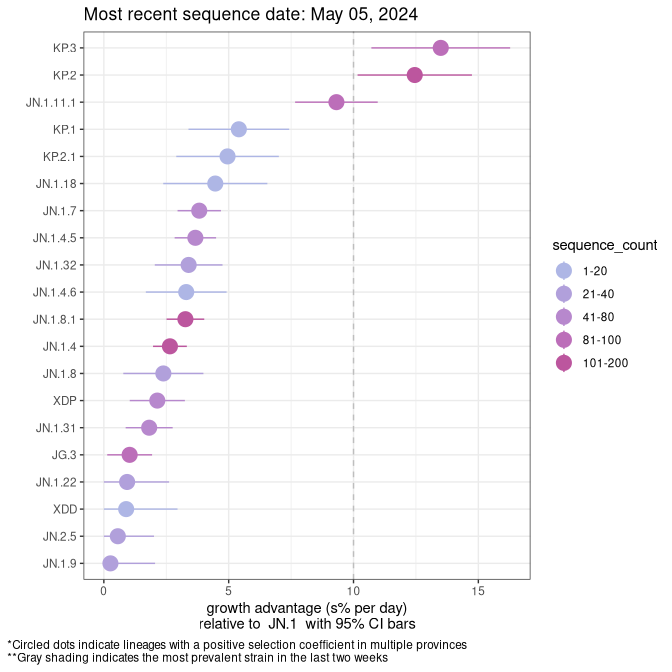 Most recent sequence date: May 05, 2024
KP.3
KP.2
JN.1.11.1
KP.1
KP.2.1
JN.1.18
JN.1.7
JN.1.4.5
JN.1.32
JN.1.4.6
JN.1.8.1
JN.1.4
JN.1.8
XDP
JN.1.31
JG.3
JN.1.22
XDD
JN.2.5
JN.1.9
0 5 10 15
growth advantage (s% per day)
relative to JN.1 with 95% CI bars
sequence_count
1-20
21-40
41-80
81-100
101-200
*Circled dots indicate lineages with a positive selection coefficient in multiple provinces
**Gray shading indicates the most prevalent strain in the last two weeks